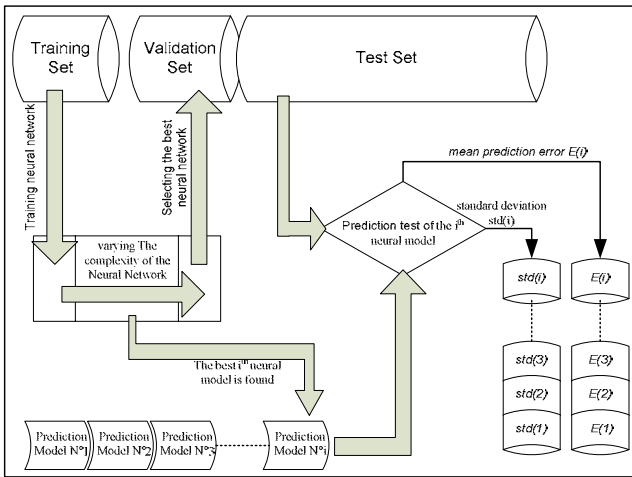 Training
Set
Validation
Set
Test Set
Training neural network
Selecting the best
neural network
mean prediction error E(i)
standard deviation
std(i)
Prediction test of the iᵗʰ
neural model
varying The
complexity of the
Neural Network
The best iᵗʰ neural
model is found
std(i)
E(i)
std(3)
E(3)
std(2)
E(2)
std(1)
E(1)
Prediction
Model N°1
Prediction
Model N°2
Prediction
Model N°3
Prediction
Model N°i